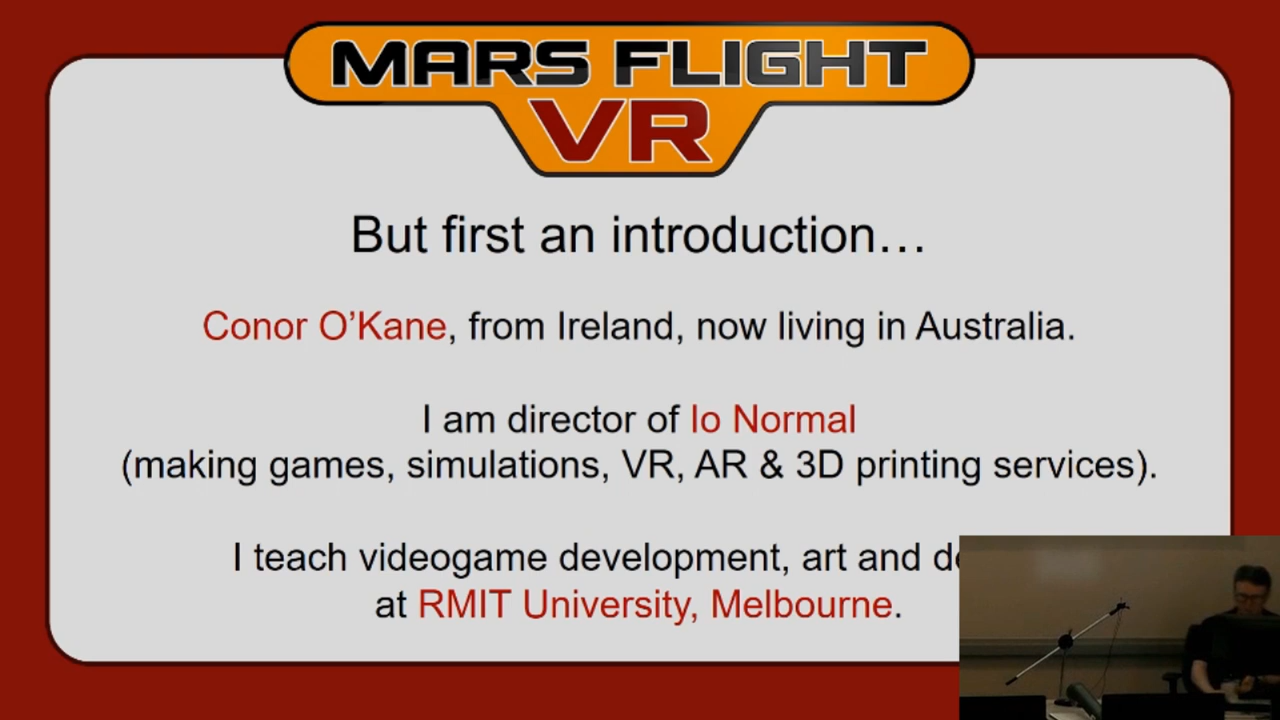 MARS FLIGHT
VR
But first an introduction…
Conor O’Kane, from Ireland, now living in Australia.
I am director of Io Normal
(making games, simulations, VR, AR & 3D printing services).
I teach videogame development, art and
at RMIT University, Melbourne.